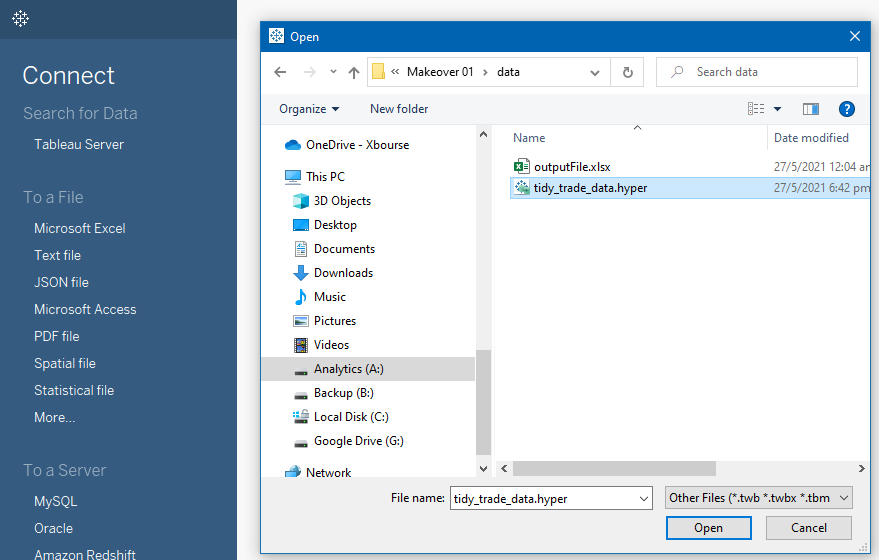 Connect
Search for Data
Tableau Server
To a File
Microsoft Excel
Text file
JSON file
Microsoft Access
PDF file
Spatial file
Statistical file
More...
To a Server
MySQL
Oracle
Amazon Redshift
Open
« Makeover 01 › data
Search data
Organize
New folder
?
OneDrive - Xbourse
This PC
3D Objects
Desktop
Documents
Downloads
Music
Pictures
Videos
Analytics (A:)
Backup (B:)
Local Disk (C:)
Google Drive (G:)
Network
Name Date modified
outputFile.xlsx 27/5/2021 12:04 am
tidy_trade_data.hyper 27/5/2021 6:42 pm
File name: tidy_trade_data.hyper Other Files (*.twb *.twbx *.tbm
Open Cancel